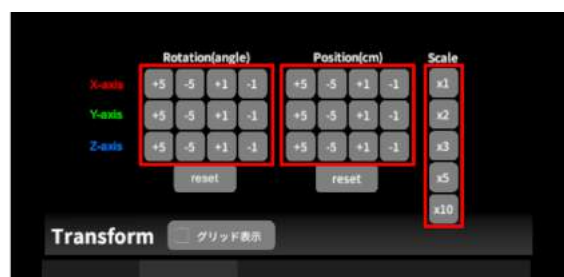 Rotation(angle) Position(cm) Scale
X-axis +5 -5 +1 -1 +5 -5 +1 -1 x1
Y-axis +5 -5 +1 -1 +5 -5 +1 -1 x2
Z-axis +5 -5 +1 -1 +5 -5 +1 -1 x3
reset reset x5
x10
Transform グリッド表示